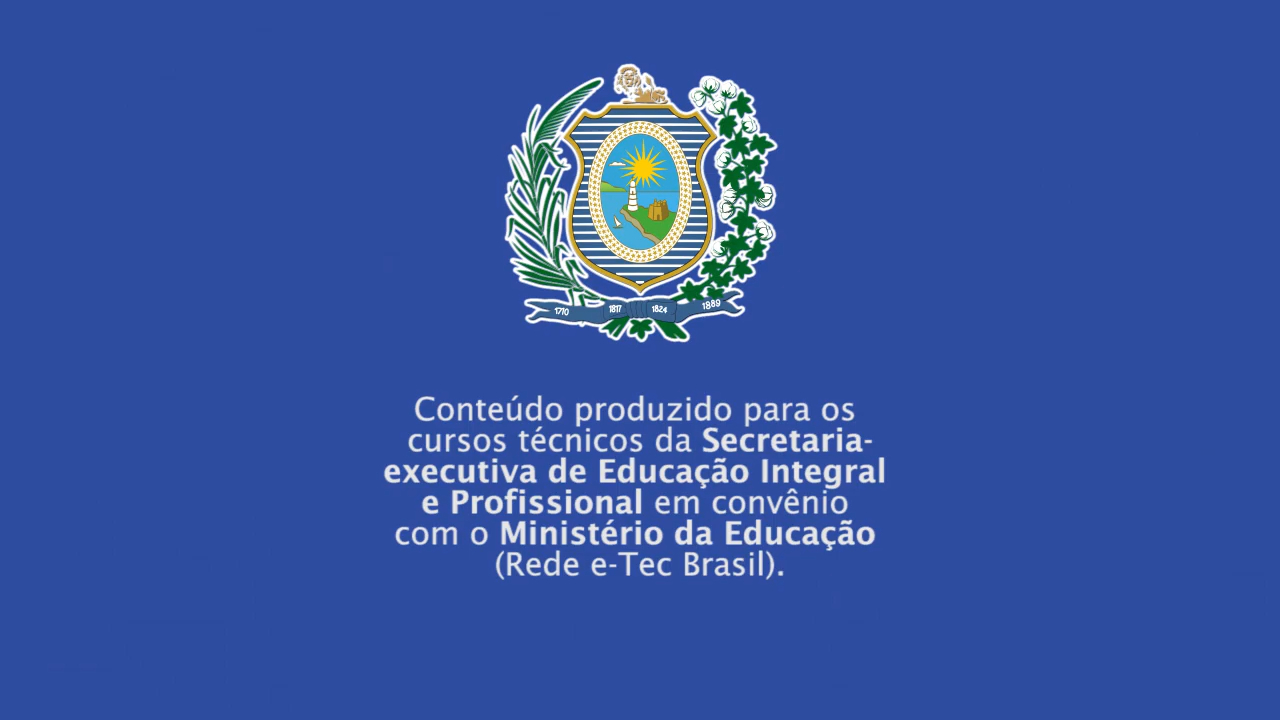 1710 1817 1824 1889
Conteúdo produzido para os
cursos técnicos da Secretaria-
executiva de Educação Integral
e Profissional em convênio
com o Ministério da Educação
(Rede e-Tec Brasil).